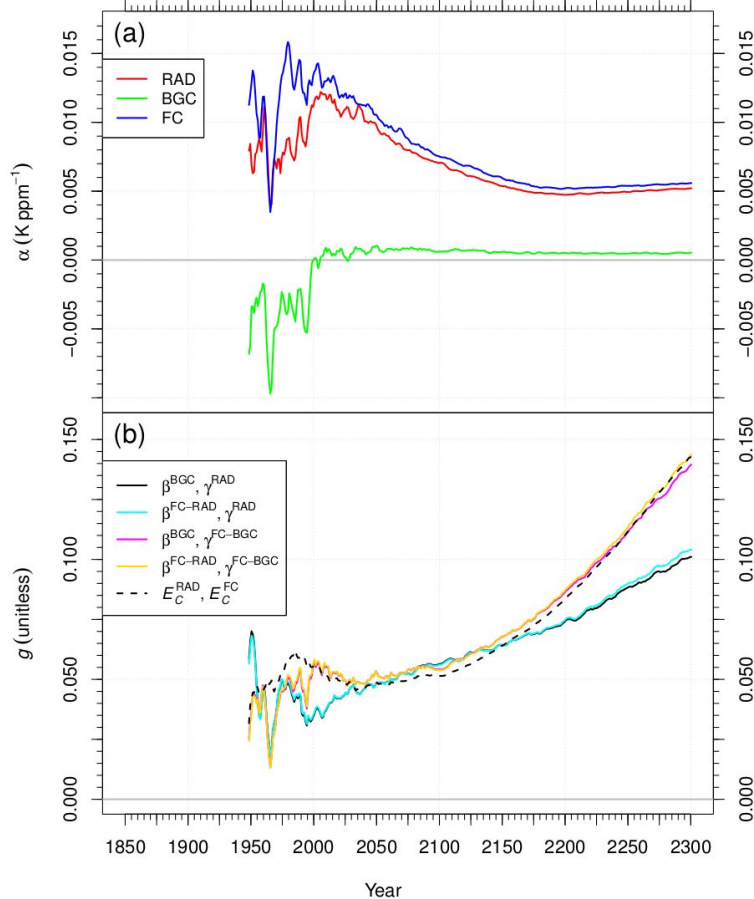 (a)
RAD
BGC
FC
α (K ppm⁻¹)
0.015
0.010
0.005
0.000
−0.005
0.015
0.010
0.005
0.000
−0.005
(b)
β^BGC, γ^RAD
β^FC−RAD, γ^RAD
β^BGC, γ^FC−BGC
β^FC−RAD, γ^FC−BGC
E_C^RAD, E_C^FC
g (unitless)
0.150
0.100
0.050
0.000
0.150
0.100
0.050
0.000
1850 1900 1950 2000 2050 2100 2150 2200 2250 2300
Year